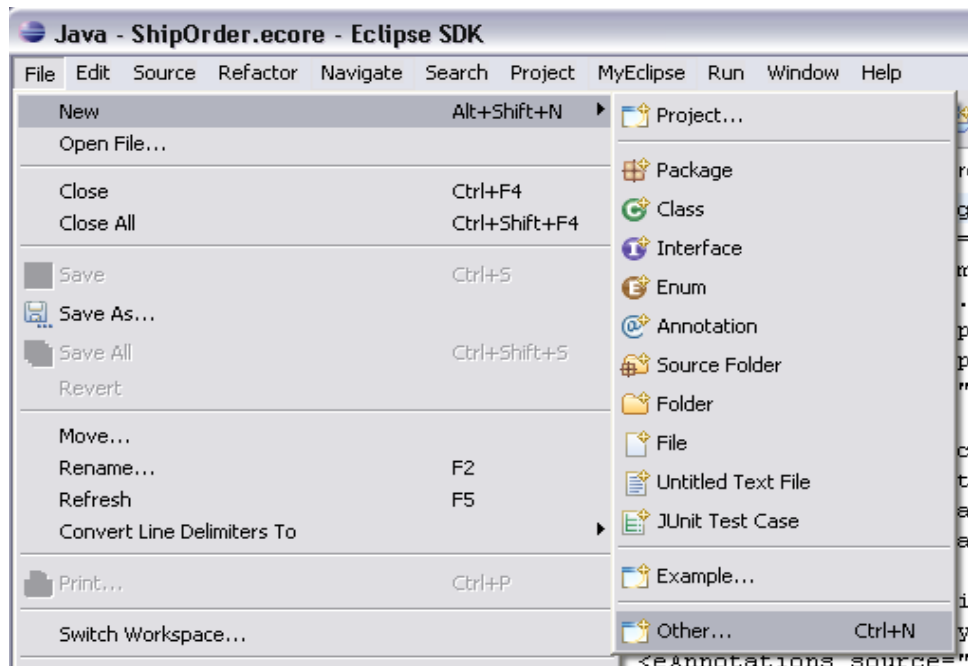 Java - ShipOrder.ecore - Eclipse SDK
File Edit Source Refactor Navigate Search Project MyEclipse Run Window Help
New Alt+Shift+N
Open File...
Close Ctrl+F4
Close All Ctrl+Shift+F4
Save Ctrl+S
Save As...
Save All Ctrl+Shift+S
Revert
Move...
Rename... F2
Refresh F5
Convert Line Delimiters To
Print... Ctrl+P
Switch Workspace...
Project...
Package
Class
Interface
Enum
Annotation
Source Folder
Folder
File
Untitled Text File
JUnit Test Case
Example...
Other... Ctrl+N
<eAnnotations source="